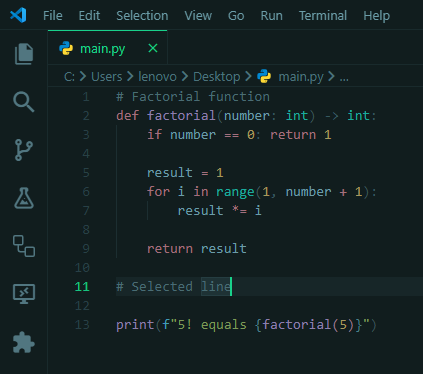 File Edit Selection View Go Run Terminal Help
main.py
C: > Users > lenovo > Desktop > main.py > ...
1 # Factorial function
2 def factorial(number: int) -> int:
3 if number == 0: return 1
4
5 result = 1
6 for i in range(1, number + 1):
7 result *= i
8
9 return result
10
11 # Selected line
12
13 print(f"5! equals {factorial(5)}")